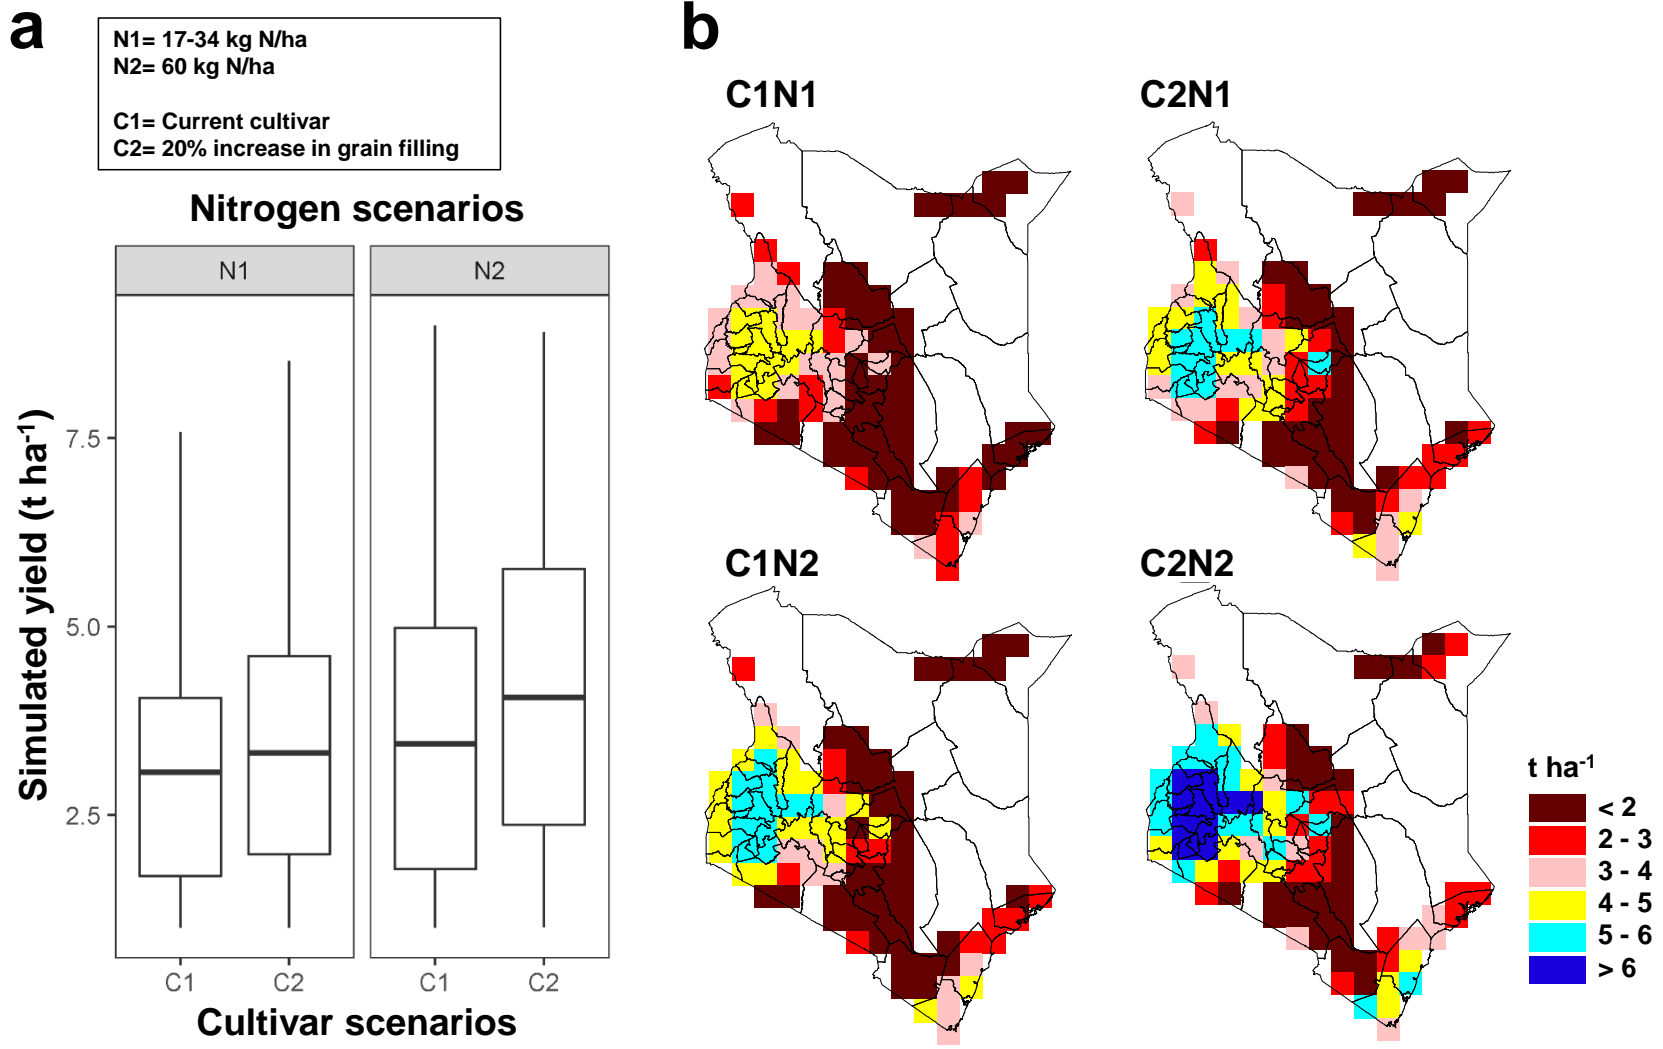 a
N1= 17-34 kg N/ha
N2= 60 kg N/ha
C1= Current cultivar
C2= 20% increase in grain filling
Nitrogen scenarios
N1
N2
Simulated yield (t ha⁻¹)
7.5
5.0
2.5
C1
C2
C1
C2
Cultivar scenarios
b
C1N1
C2N1
C1N2
C2N2
t ha⁻¹
< 2
2 - 3
3 - 4
4 - 5
5 - 6
> 6